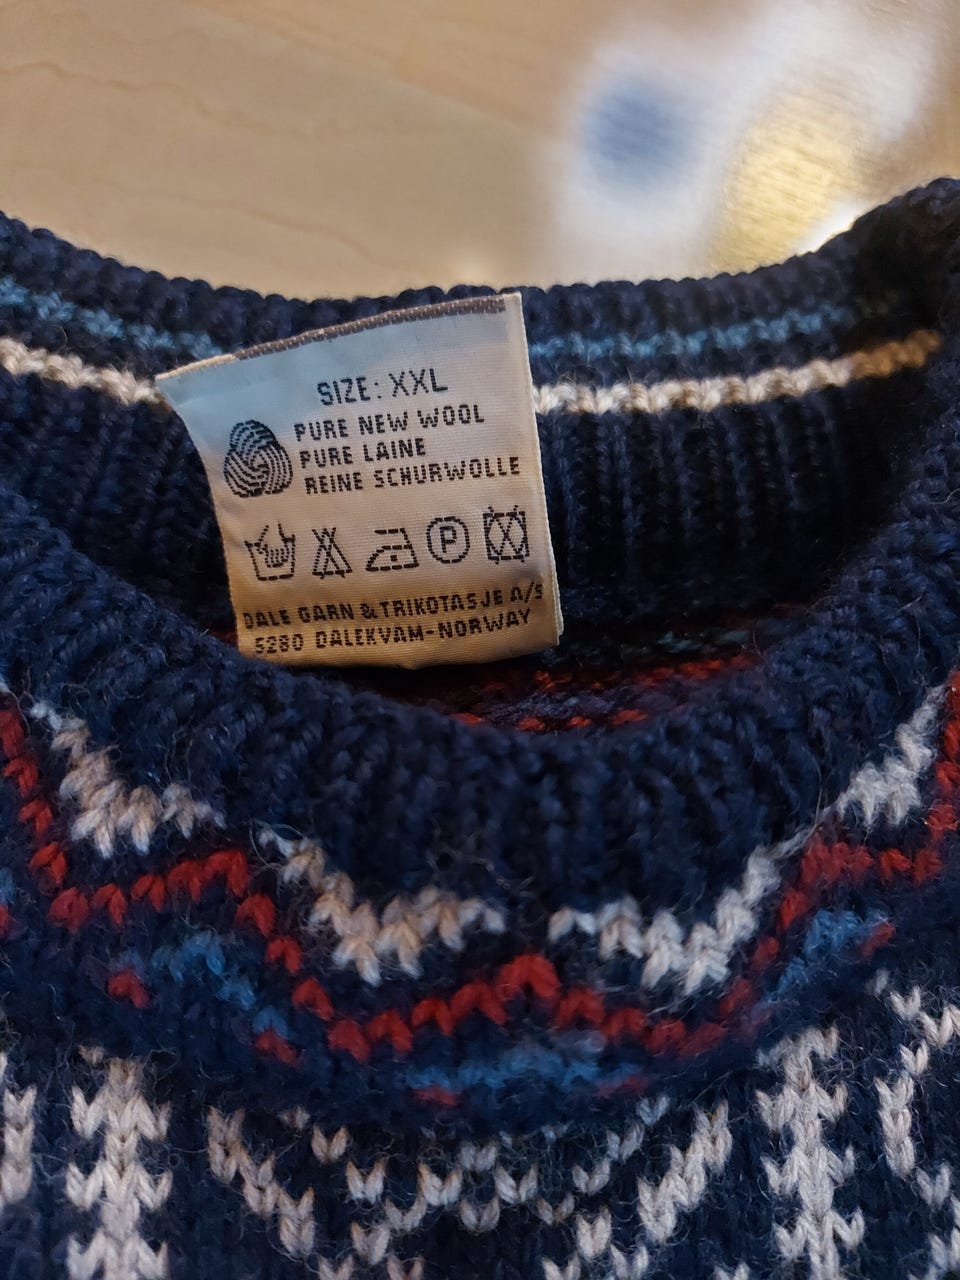 SIZE: XXL
PURE NEW WOOL
PURE LAINE
REINE SCHURWOLLE
P
DALE GARN & TRIKOTASJE A/S
5280 DALEKVAM-NORWAY